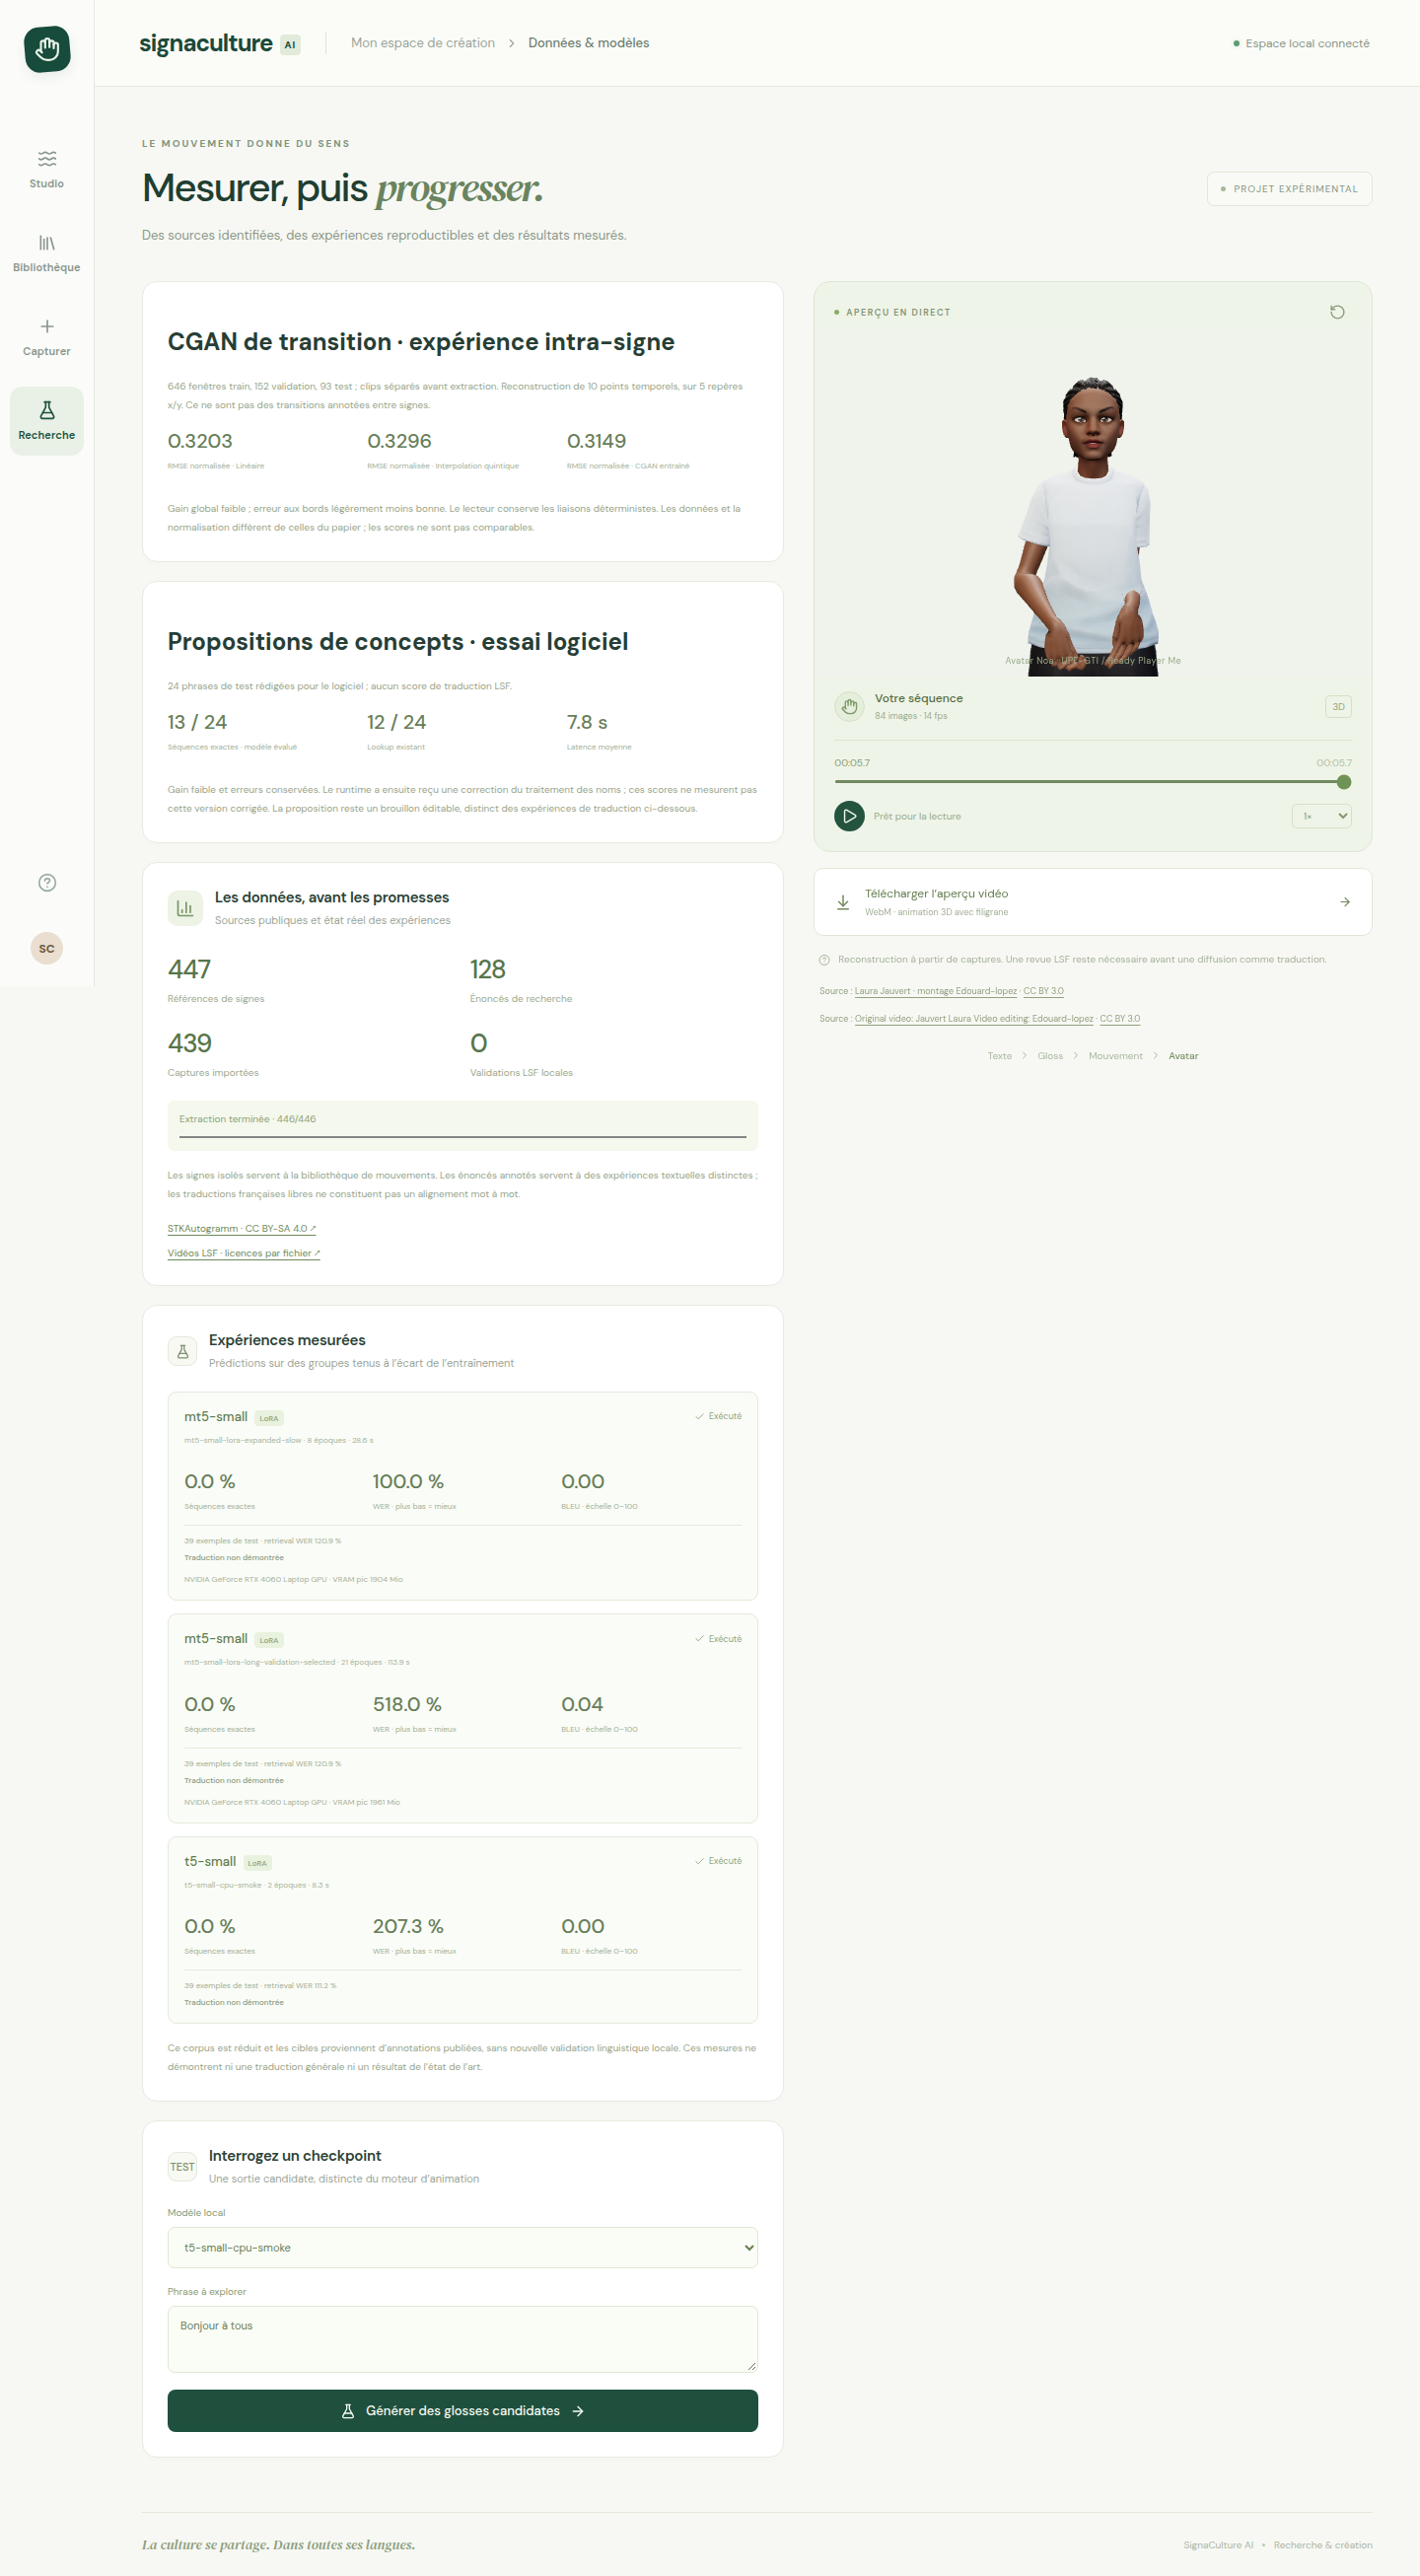 signaculture AI
Mon espace de création > Données & modèles
Espace local connecté
Studio
Bibliothèque
Capturer
Recherche
SC
LE MOUVEMENT DONNE DU SENS
Mesurer, puis progresser.
Des sources identifiées, des expériences reproductibles et des résultats mesurés.
PROJET EXPÉRIMENTAL
CGAN de transition · expérience intra-signe
646 fenêtres train, 152 validation, 93 test ; clips séparés avant extraction. Reconstruction de 10 points temporels, sur 5 repères
x/y. Ce ne sont pas des transitions annotées entre signes.
0.3203
0.3296
0.3149
RMSE normalisée · Linéaire
RMSE normalisée · Interpolation quintique
RMSE normalisée · CGAN entraîné
Gain global faible ; erreur aux bords légèrement moins bonne. Le lecteur conserve les liaisons déterministes. Les données et la
normalisation diffèrent de celles du papier ; les scores ne sont pas comparables.
Propositions de concepts · essai logiciel
24 phrases de test rédigées pour le logiciel ; aucun score de traduction LSF.
13 / 24
12 / 24
7.8 s
Séquences exactes · modèle évalué
Lookup existant
Latence moyenne
Gain faible et erreurs conservées. Le runtime a ensuite reçu une correction du traitement des noms ; ces scores ne mesurent pas
cette version corrigée. La proposition reste un brouillon éditable, distinct des expériences de traduction ci-dessous.
Les données, avant les promesses
Sources publiques et état réel des expériences
447
128
Références de signes
Énoncés de recherche
439
0
Captures importées
Validations LSF locales
Extraction terminée · 446/446
Les signes isolés servent à la bibliothèque de mouvements. Les énoncés annotés servent à des expériences textuelles distinctes ;
les traductions françaises libres ne constituent pas un alignement mot à mot.
STKAutogramm · CC BY-SA 4.0 ↗
Vidéos LSF · licences par fichier ↗
Expériences mesurées
Prédictions sur des groupes tenus à l'écart de l'entraînement
mt5-small LoRA
Exécuté
mt5-small-lora-expanded-slow · 8 époques · 28.6 s
0.0 %
100.0 %
0.00
Séquences exactes
WER · plus bas = mieux
BLEU · échelle 0–100
39 exemples de test · retrieval WER 120.9 %
Traduction non démontrée
NVIDIA GeForce RTX 4060 Laptop GPU · VRAM pic 1904 Mio
mt5-small LoRA
Exécuté
mt5-small-lora-long-validation-selected · 21 époques · 113.9 s
0.0 %
518.0 %
0.04
Séquences exactes
WER · plus bas = mieux
BLEU · échelle 0–100
39 exemples de test · retrieval WER 120.9 %
Traduction non démontrée
NVIDIA GeForce RTX 4060 Laptop GPU · VRAM pic 1961 Mio
t5-small LoRA
Exécuté
t5-small-cpu-smoke · 2 époques · 8.3 s
0.0 %
207.3 %
0.00
Séquences exactes
WER · plus bas = mieux
BLEU · échelle 0–100
39 exemples de test · retrieval WER 111.2 %
Traduction non démontrée
Ce corpus est réduit et les cibles proviennent d'annotations publiées, sans nouvelle validation linguistique locale. Ces mesures ne
démontrent ni une traduction générale ni un résultat de l'état de l'art.
TEST
Interrogez un checkpoint
Une sortie candidate, distincte du moteur d'animation
Modèle local
t5-small-cpu-smoke
Phrase à explorer
Bonjour à tous
Générer des glosses candidates →
APERÇU EN DIRECT
Avatar Noa · UPF-GTI / Ready Player Me
Votre séquence
84 images · 14 fps
3D
00:05.7
00:05.7
Prêt pour la lecture
1×
Télécharger l'aperçu vidéo
WebM · animation 3D avec filigrane
Reconstruction à partir de captures. Une revue LSF reste nécessaire avant une diffusion comme traduction.
Source : Laura Jauvert · montage Edouard-lopez · CC BY 3.0
Source : Original video: Jauvert Laura Video editing: Edouard-lopez · CC BY 3.0
Texte > Gloss > Mouvement > Avatar
La culture se partage. Dans toutes ses langues.
SignaCulture AI • Recherche & création